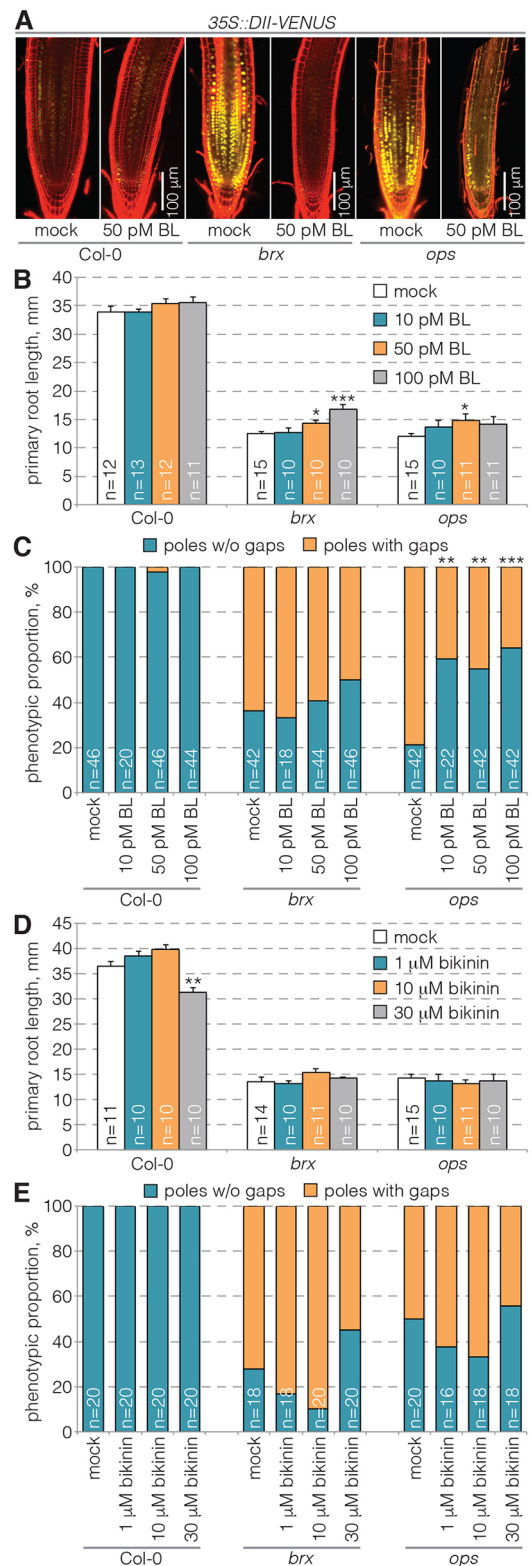 A
35S::DII-VENUS
100 µm
100 µm
100 µm
mock 50 pM BL mock 50 pM BL mock 50 pM BL
Col-0 brx ops
B
primary root length, mm
40
35
30
25
20
15
10
5
0
mock
10 pM BL
50 pM BL
100 pM BL
* *** *
n=12 n=13 n=12 n=11 n=15 n=10 n=10 n=10 n=15 n=10 n=11 n=11
Col-0 brx ops
C
poles w/o gaps poles with gaps
phenotypic proportion, %
100
80
60
40
20
0
** ** ***
n=46 n=20 n=46 n=44 n=42 n=18 n=44 n=46 n=42 n=22 n=42 n=42
mock 10 pM BL 50 pM BL 100 pM BL mock 10 pM BL 50 pM BL 100 pM BL mock 10 pM BL 50 pM BL 100 pM BL
Col-0 brx ops
D
primary root length, mm
45
40
35
30
25
20
15
10
5
0
mock
1 µM bikinin
10 µM bikinin
30 µM bikinin
**
n=11 n=10 n=10 n=10 n=14 n=10 n=11 n=10 n=15 n=10 n=11 n=10
Col-0 brx ops
E
poles w/o gaps poles with gaps
phenotypic proportion, %
100
80
60
40
20
0
n=20 n=20 n=20 n=20 n=18 n=18 n=20 n=20 n=20 n=16 n=18 n=18
mock 1 µM bikinin 10 µM bikinin 30 µM bikinin mock 1 µM bikinin 10 µM bikinin 30 µM bikinin mock 1 µM bikinin 10 µM bikinin 30 µM bikinin
Col-0 brx ops